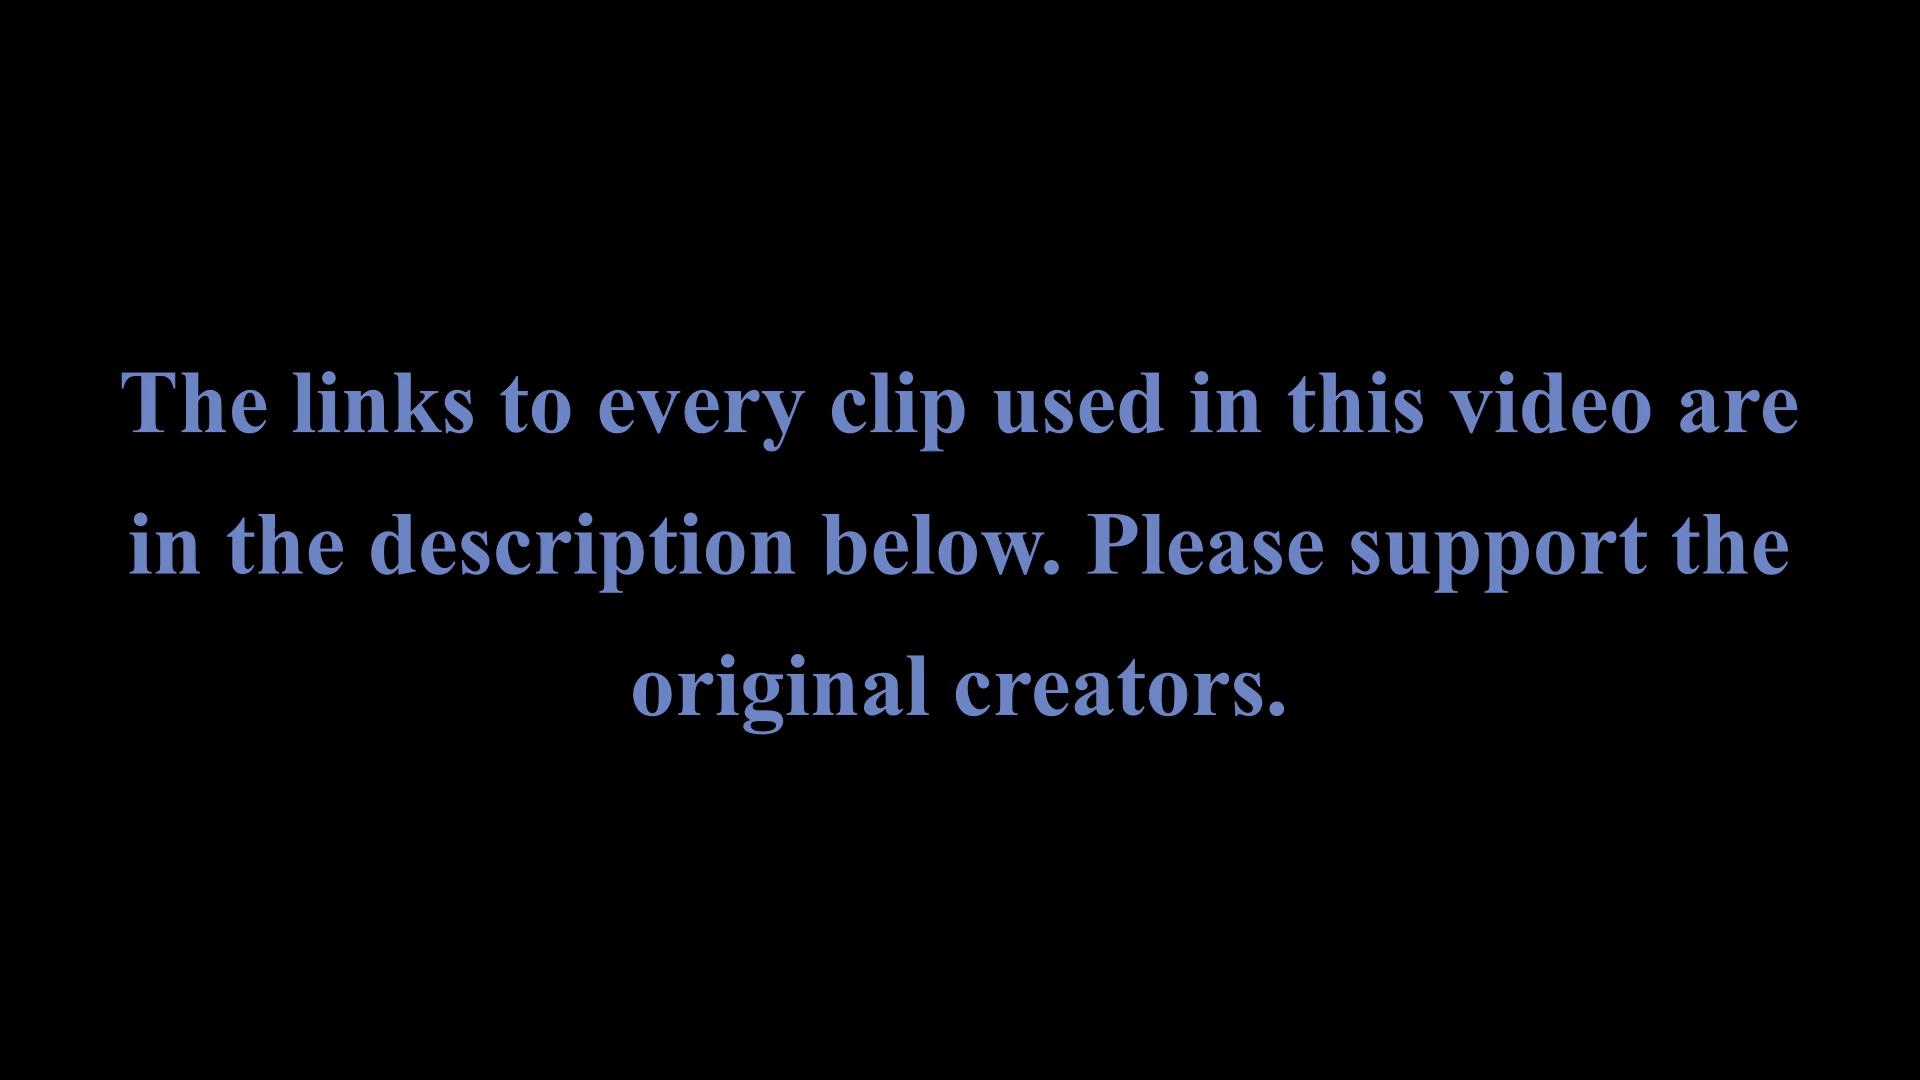 The links to every clip used in this video are
in the description below. Please support the
original creators.